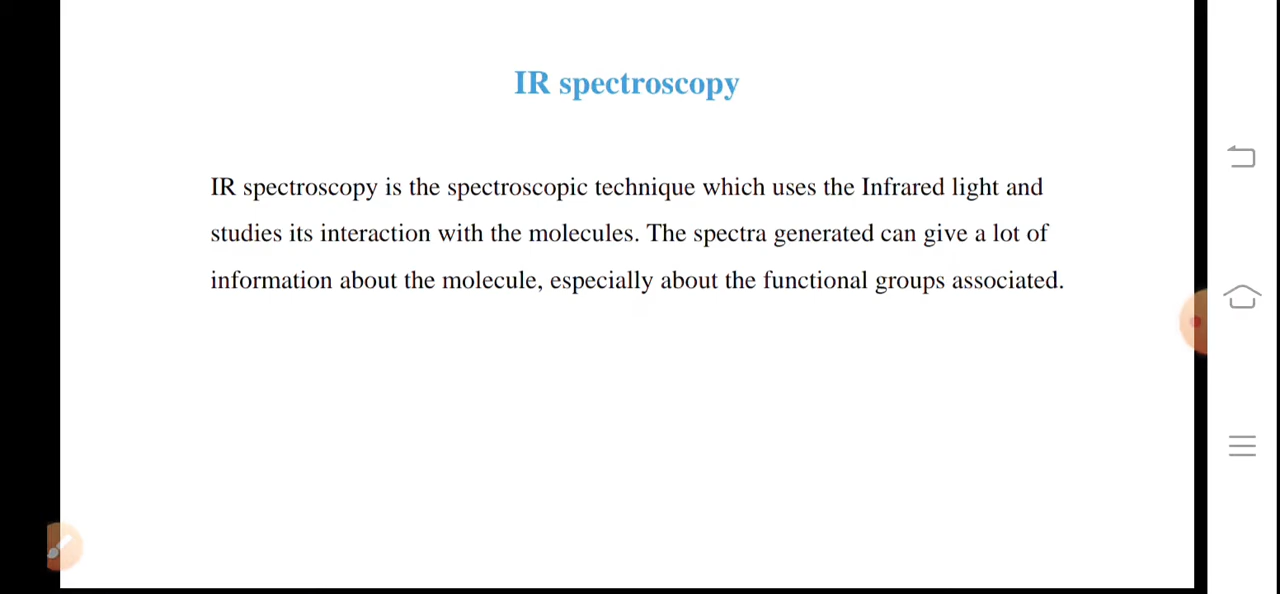 IR spectroscopy
IR spectroscopy is the spectroscopic technique which uses the Infrared light and
studies its interaction with the molecules. The spectra generated can give a lot of
information about the molecule, especially about the functional groups associated.